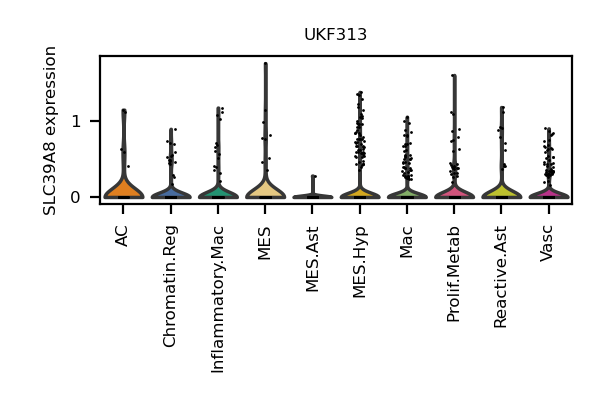 UKF313
SLC39A8 expression
1
0
AC
Chromatin.Reg
Inflammatory.Mac
MES
MES.Ast
MES.Hyp
Mac
Prolif.Metab
Reactive.Ast
Vasc